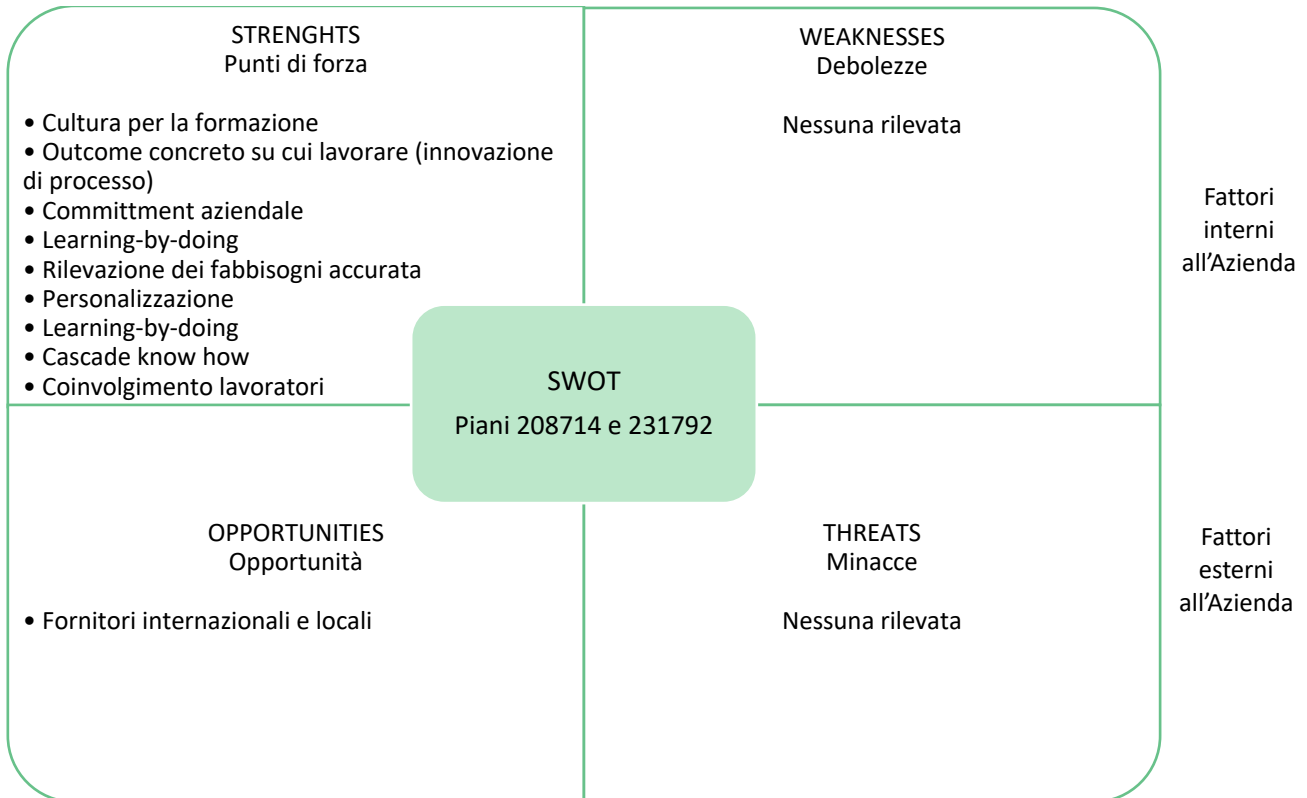 STRENGHTS
Punti di forza
• Cultura per la formazione
• Outcome concreto su cui lavorare (innovazione
di processo)
• Committment aziendale
• Learning-by-doing
• Rilevazione dei fabbisogni accurata
• Personalizzazione
• Learning-by-doing
• Cascade know how
• Coinvolgimento lavoratori
WEAKNESSES
Debolezze
Nessuna rilevata
Fattori
interni
all’Azienda
SWOT
Piani 208714 e 231792
OPPORTUNITIES
Opportunità
• Fornitori internazionali e locali
THREATS
Minacce
Nessuna rilevata
Fattori
esterni
all’Azienda